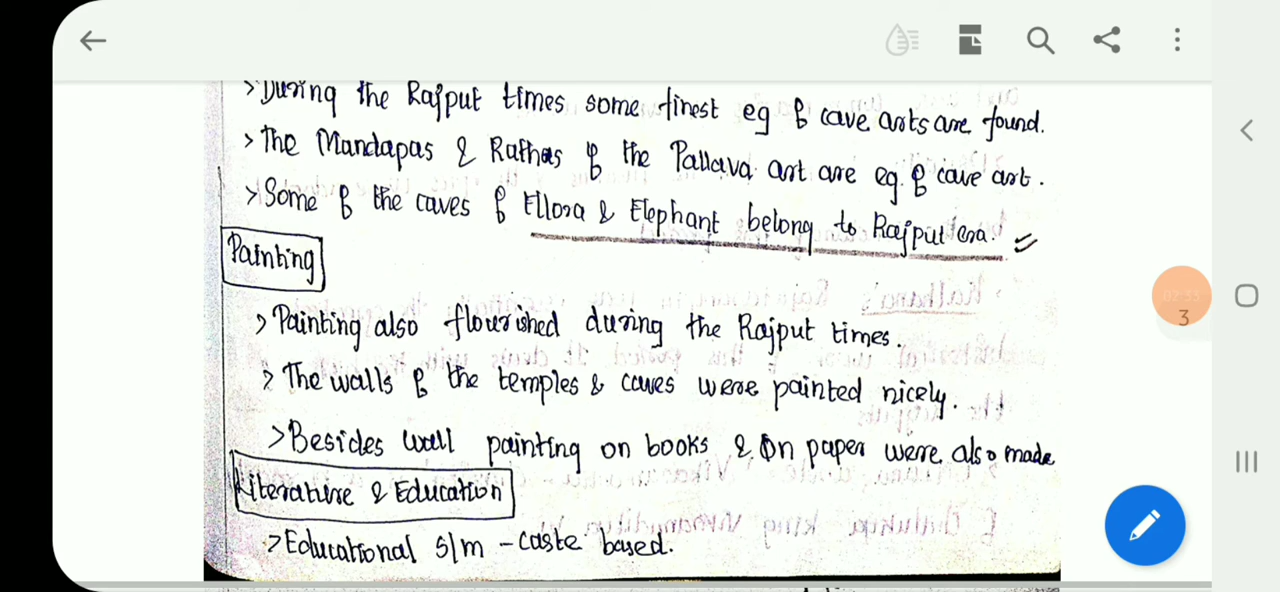 >During the Rajput times some finest eg of cave arts are found.
>The Mandapas & Rathas of the Pallava art are eg. of cave art.
>Some of the caves of Ellora & Elephant belong to Rajput era.
Painting
>Painting also flourished during the Rajput times.
>The walls of the temples & caves were painted nicely.
>Besides wall painting on books & on paper were also made
Literature & Education
>Educational s/m - caste based.
02:55
3